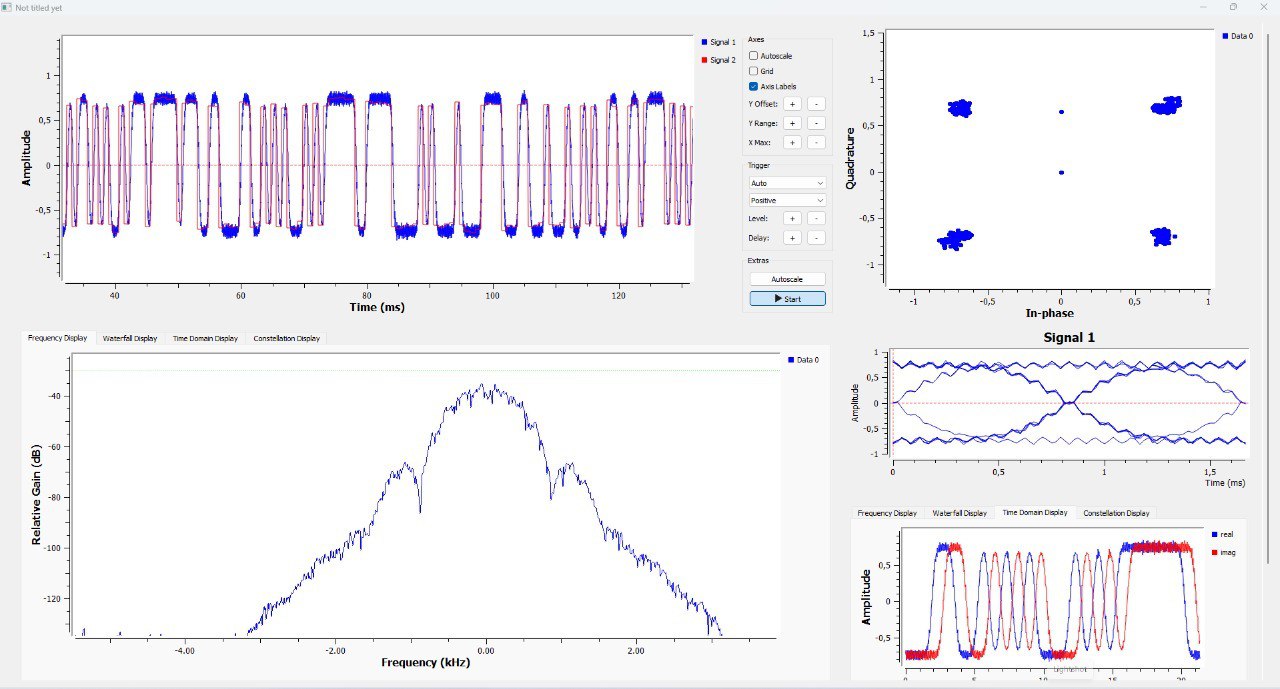 Not titled yet
Signal 1
Signal 2
Amplitude
1
0,5
0
-0,5
-1
40
60
80
100
120
Time (ms)
Axes
Autoscale
Grid
Axis Labels
Y Offset: + -
Y Range: + -
X Max: + -
Trigger
Auto
Positive
Level: + -
Delay: + -
Extras
Autoscale
Start
Data 0
Quadrature
1,5
1
0,5
0
-0,5
-1
-1
-0,5
0
0,5
1
In-phase
Frequency Display Waterfall Display Time Domain Display Constellation Display
Data 0
Relative Gain (dB)
-40
-60
-80
-100
-120
-4.00
-2.00
0.00
2.00
Frequency (kHz)
Signal 1
Amplitude
1
0,5
0
-0,5
-1
0
0,5
1
1,5
Time (ms)
Frequency Display Waterfall Display Time Domain Display Constellation Display
real
imag
Amplitude
0,5
0
-0,5